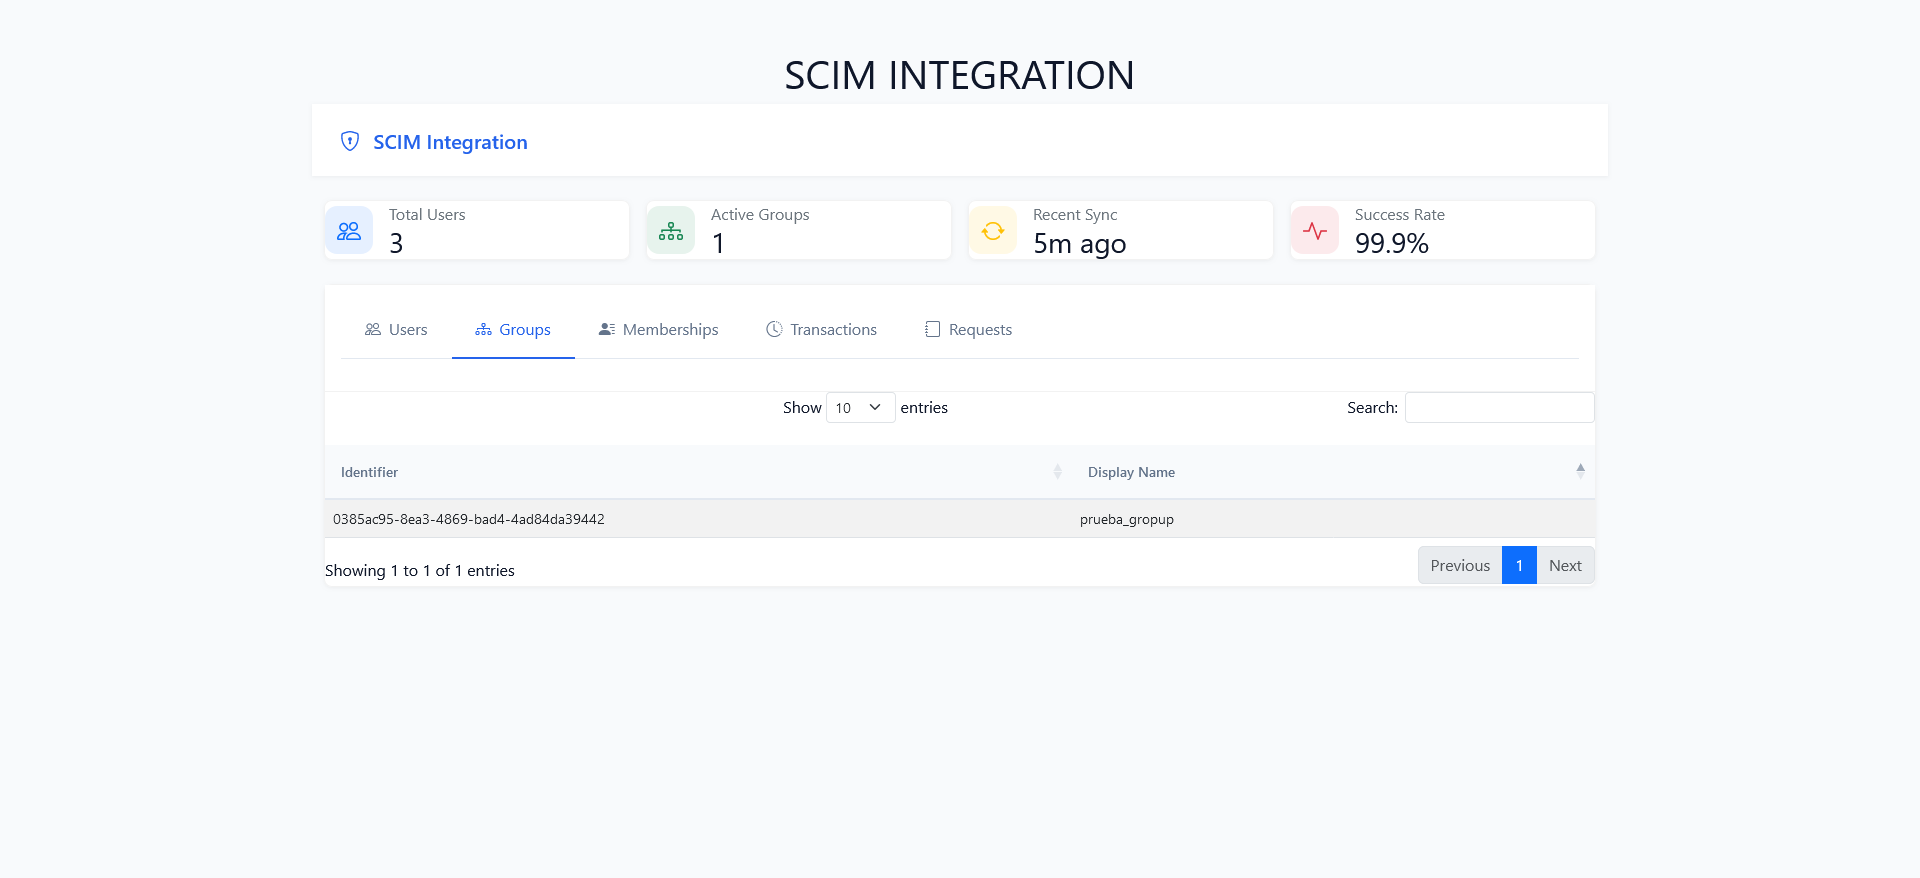 SCIM INTEGRATION
SCIM Integration
Total Users
3
Active Groups
1
Recent Sync
5m ago
Success Rate
99.9%
Users Groups Memberships Transactions Requests
Show 10 entries Search:
Identifier Display Name
0385ac95-8ea3-4869-bad4-4ad84da39442 prueba_gropup
Showing 1 to 1 of 1 entries Previous 1 Next